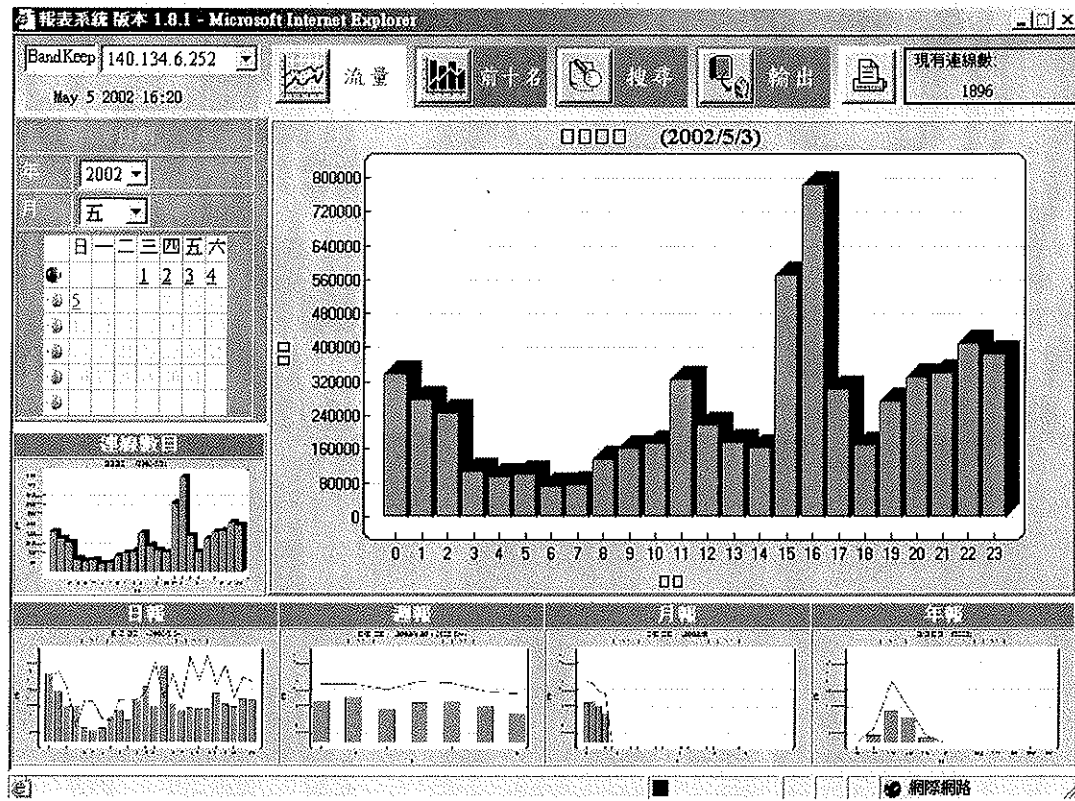 報表系統 版本 1.8.1 - Microsoft Internet Explorer
BandKeep 140.134.6.252
May 5 2002 16:20
流量
前十名
搜尋
輸出
現有連線數:
1896
年 2002
月 五
日 一 二 三 四 五 六
1 2 3 4
5
連線數目
□□□□ (2002/5/3)
800000
720000
640000
560000
480000
400000
320000
240000
160000
80000
0
□□
0 1 2 3 4 5 6 7 8 9 10 11 12 13 14 15 16 17 18 19 20 21 22 23
□□
日報
週報
月報
年報
網際網路